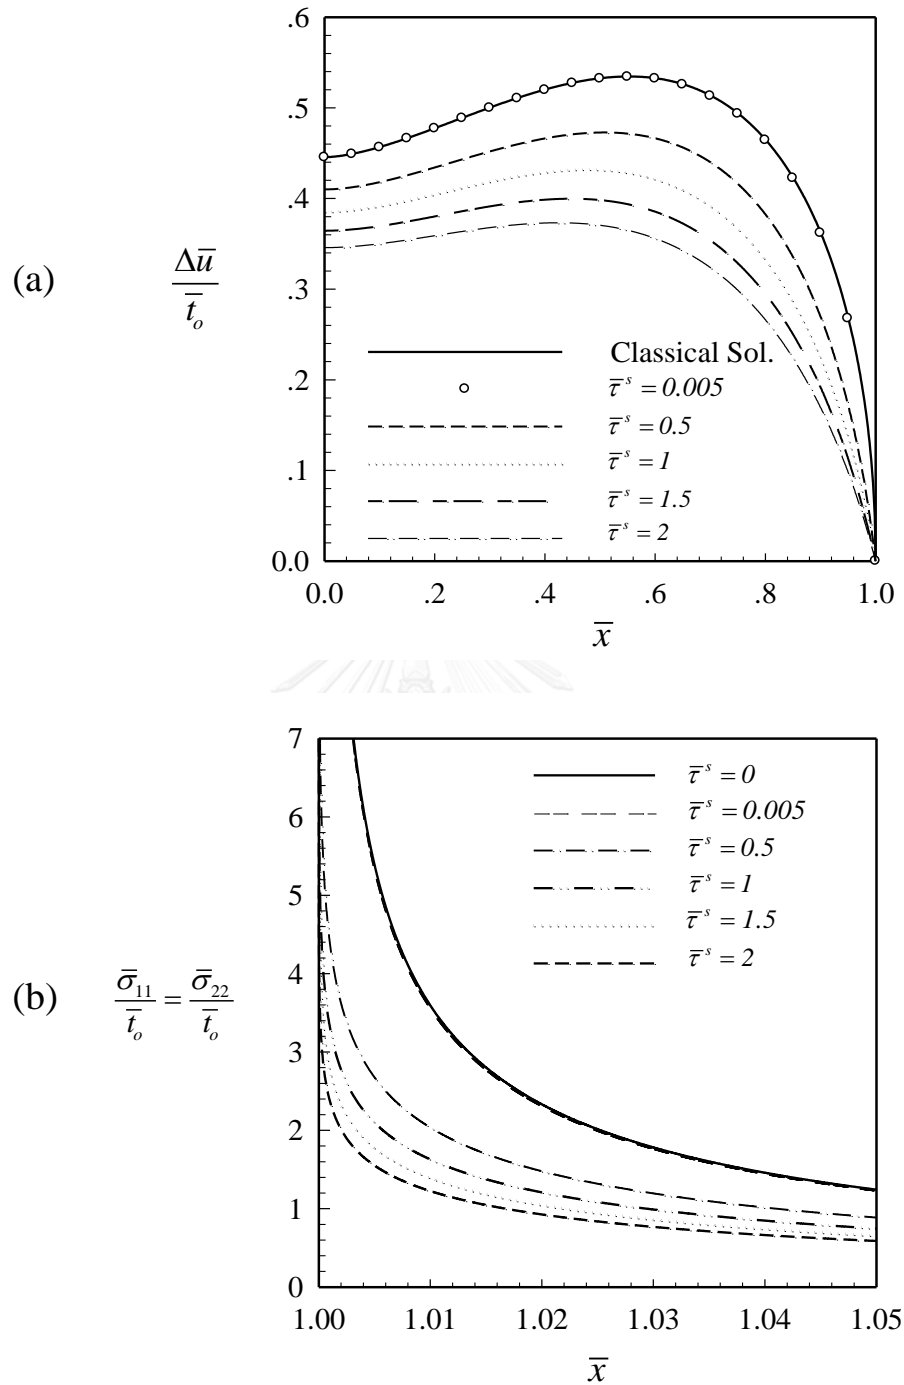 .6
.5
.4
.3
.2
.1
0.0
(a)
Δu̅ / t̅ₒ
Classical Sol.
τ̅ ˢ = 0.005
τ̅ ˢ = 0.5
τ̅ ˢ = 1
τ̅ ˢ = 1.5
τ̅ ˢ = 2
0.0 .2 .4 .6 .8 1.0
x̅
7
6
5
4
3
2
1
0
(b)
σ̅₁₁ / t̅ₒ = σ̅₂₂ / t̅ₒ
τ̅ ˢ = 0
τ̅ ˢ = 0.005
τ̅ ˢ = 0.5
τ̅ ˢ = 1
τ̅ ˢ = 1.5
τ̅ ˢ = 2
1.00 1.01 1.02 1.03 1.04 1.05
x̅